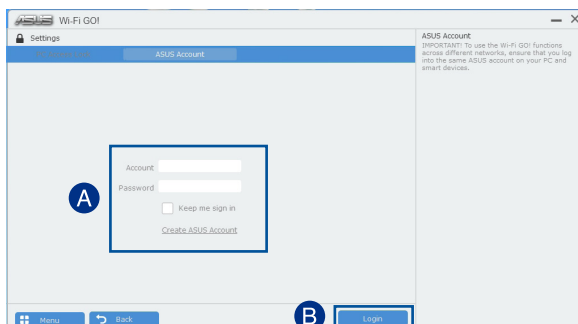 ASUS Wi-Fi GO!
Settings
ASUS Account
Account
Password
Keep me sign in
Create ASUS Account
A
Menu
Back
B
Login
ASUS Account
IMPORTANT! To use the Wi-Fi GO! functions
across different networks, ensure that you log
into the same ASUS account on your PC and
smart devices.